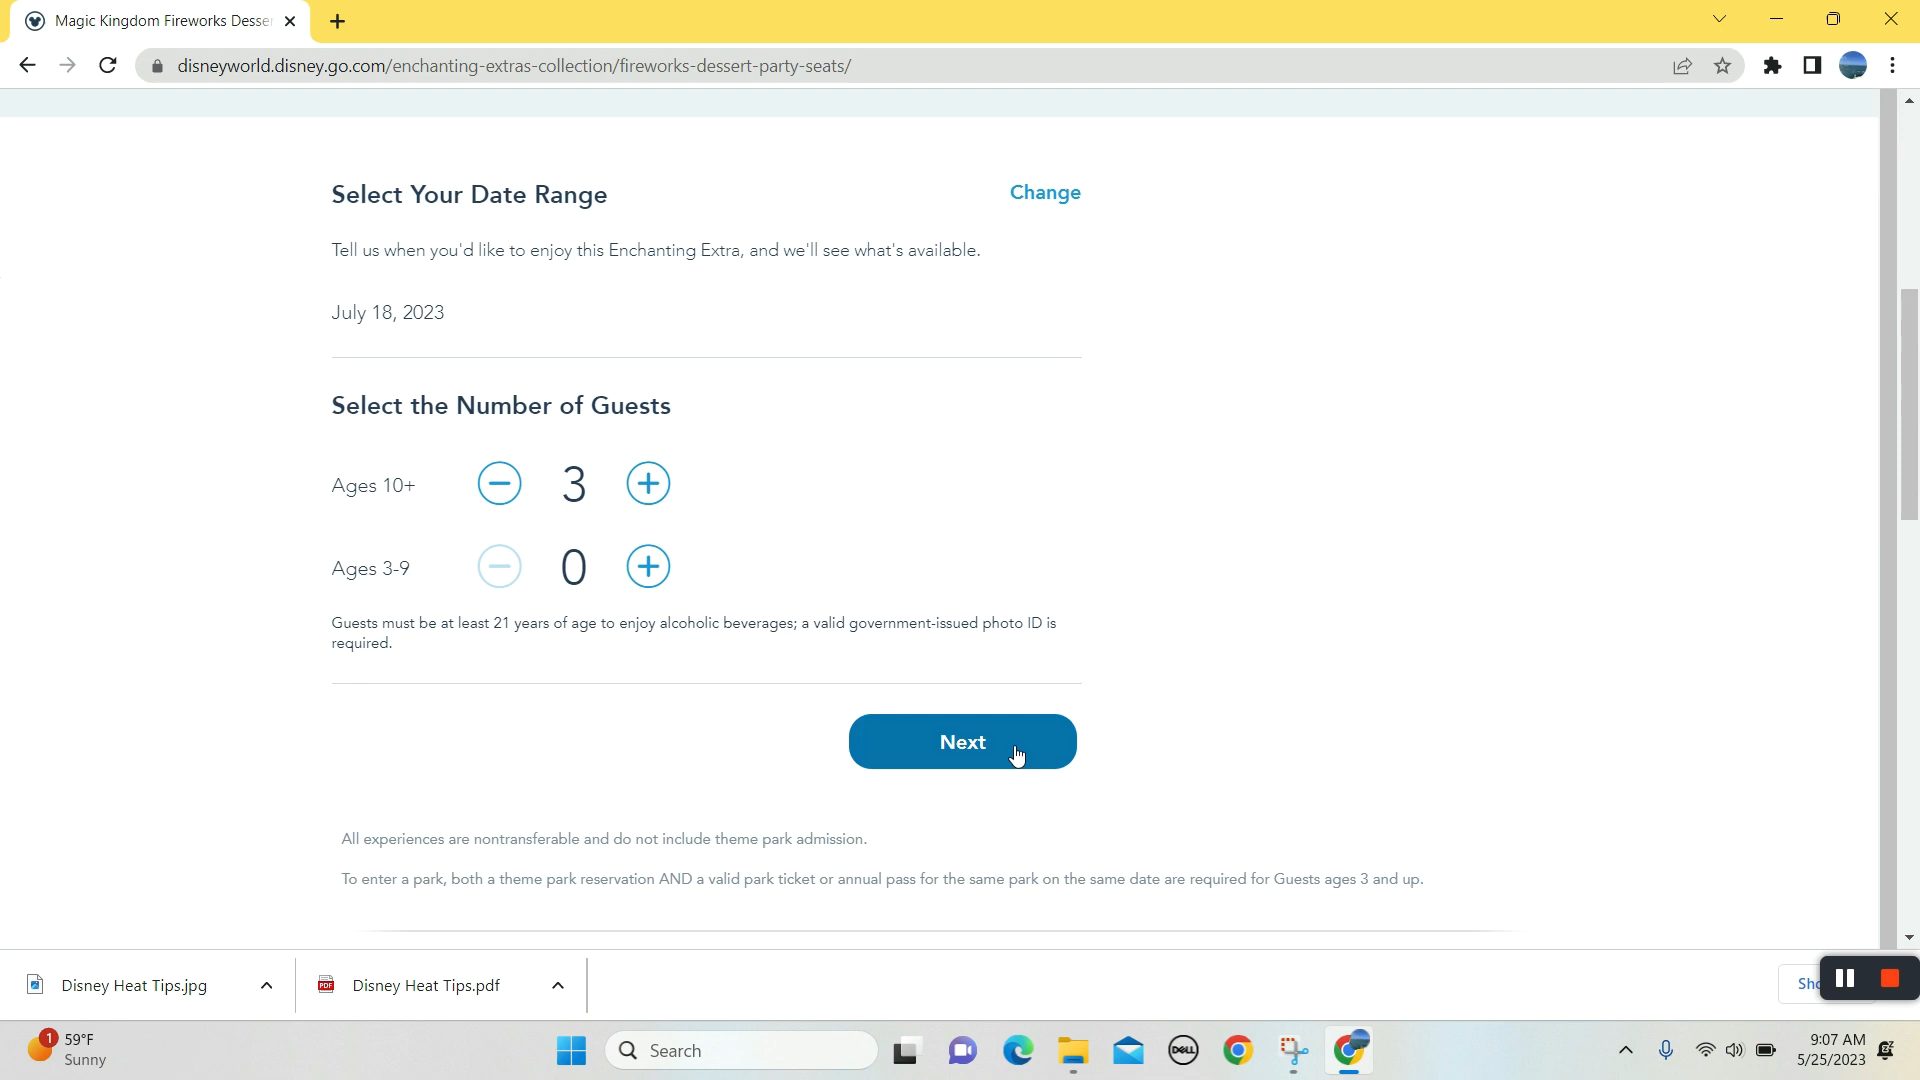 Magic Kingdom Fireworks Desser
disneyworld.disney.go.com/enchanting-extras-collection/fireworks-dessert-party-seats/
Select Your Date Range
Change
Tell us when you'd like to enjoy this Enchanting Extra, and we'll see what's available.
July 18, 2023
Select the Number of Guests
Ages 10+ 3
Ages 3-9 0
Guests must be at least 21 years of age to enjoy alcoholic beverages; a valid government-issued photo ID is
required.
Next
All experiences are nontransferable and do not include theme park admission.
To enter a park, both a theme park reservation AND a valid park ticket or annual pass for the same park on the same date are required for Guests ages 3 and up.
Disney Heat Tips.jpg
PDF
Disney Heat Tips.pdf
1
59°F
Sunny
Search
DELL
9:07 AM
5/25/2023